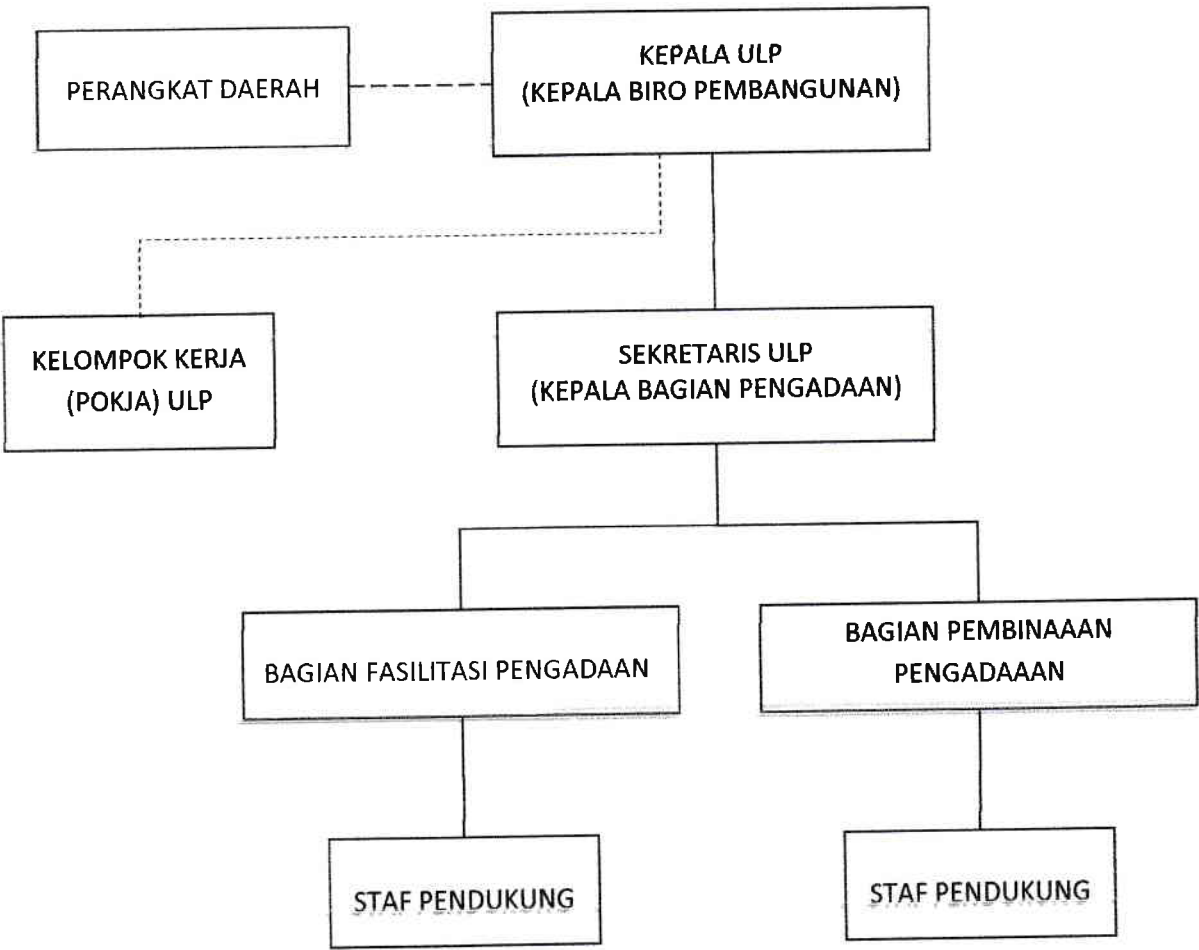 KEPALA ULP
(KEPALA BIRO PEMBANGUNAN)
PERANGKAT DAERAH
KELOMPOK KERJA
(POKJA) ULP
SEKRETARIS ULP
(KEPALA BAGIAN PENGADAAN)
BAGIAN FASILITASI PENGADAAN
BAGIAN PEMBINAAAN
PENGADAAAN
STAF PENDUKUNG
STAF PENDUKUNG